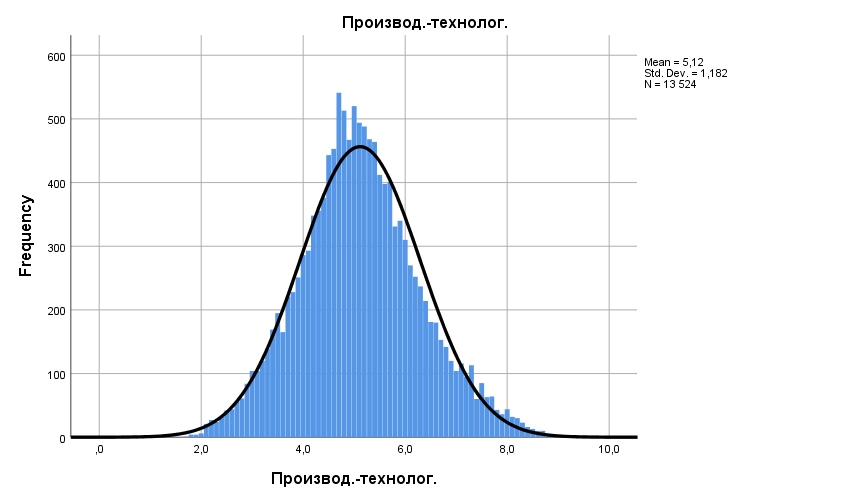 Производ.-технолог.
Mean = 5,12
Std. Dev. = 1,182
N = 13 524
600
500
400
300
200
100
0
Frequency
,0
2,0
4,0
6,0
8,0
10,0
Производ.-технолог.